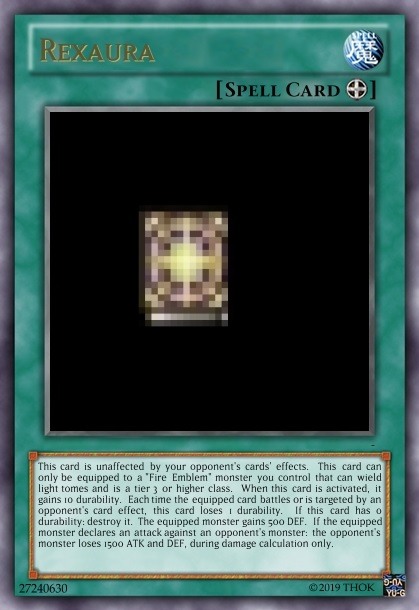 REXAURA
魔
[SPELL CARD]
This card is unaffected by your opponent's cards' effects. This card can
only be equipped to a "Fire Emblem" monster you control that can wield
light tomes and is a tier 3 or higher class. When this card is activated, it
gains 10 durability. Each time the equipped card battles or is targeted by an
opponent's card effect, this card loses 1 durability. If this card has 0
durability: destroy it. The equipped monster gains 500 DEF. If the equipped
monster declares an attack against an opponent's monster: the opponent's
monster loses 1500 ATK and DEF, during damage calculation only.
27240630
©2019 THOK
YU-G